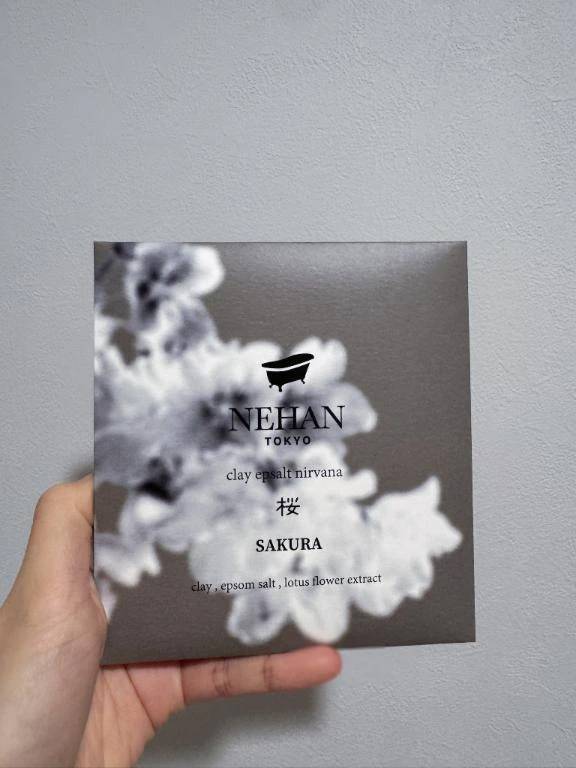 NEHAN
TOKYO
clay epsalt nirvana
桜
SAKURA
clay , epsom salt , lotus flower extract